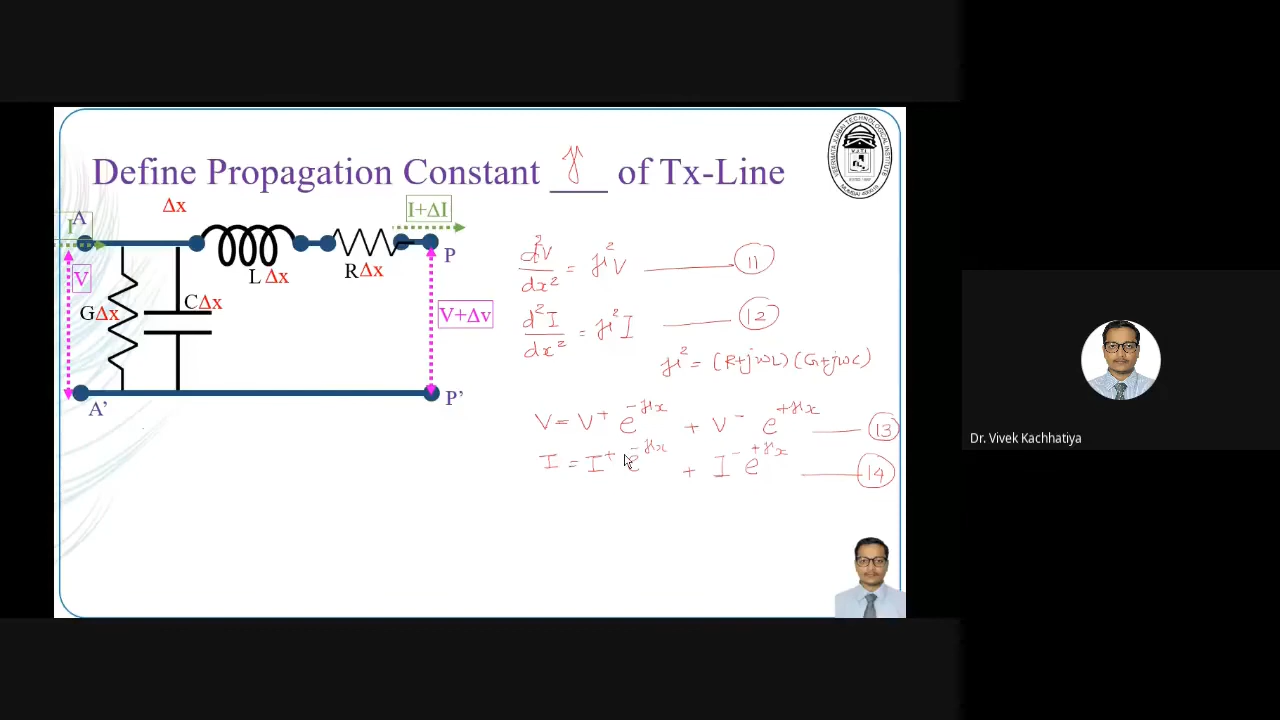 Define Propagation Constant γ of Tx-Line
Δx
I+ΔI
A
I
P
V
LΔx
RΔx
GΔx
CΔx
V+Δv
A'
P'
d²V/dx² = γ²V —— 11
d²I/dx² = γ²I —— 12
γ² = (R+jωL)(G+jωC)
V = V⁺ e^-γx + V⁻ e^+γx —— 13
I = I⁺ e^-γx + I⁻ e^+γx —— 14
Dr. Vivek Kachhatiya